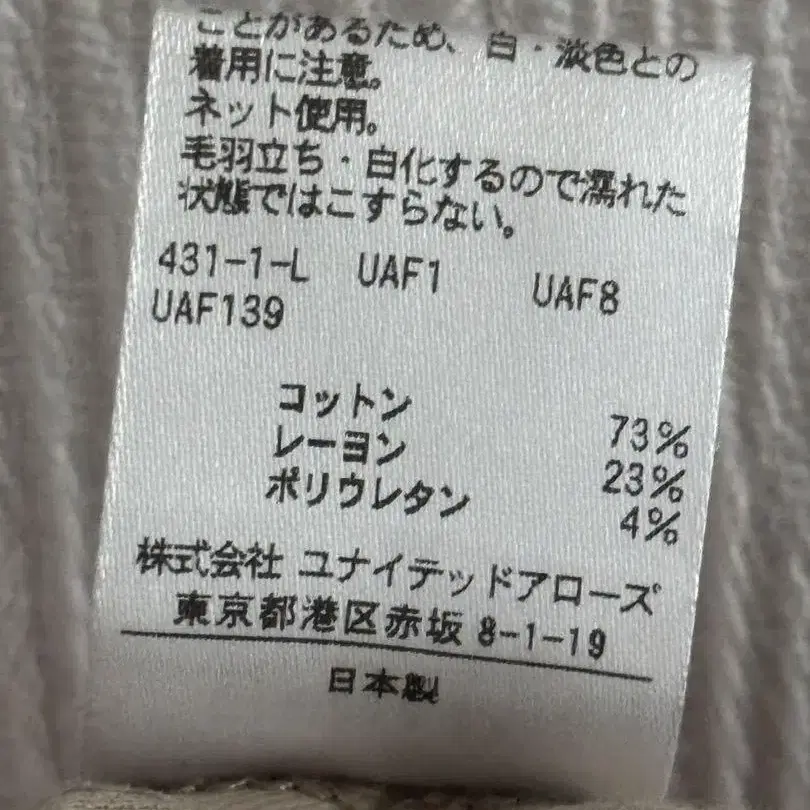 ことがあるため、白・淡色との
着用に注意。
ネット使用。
毛羽立ち・白化するので濡れた
状態ではこすらない。
431-1-L UAF1 UAF8
UAF139
コットン 73%
レーヨン 23%
ポリウレタン 4%
株式会社 ユナイテッドアローズ
東京都港区赤坂 8-1-19
日本製